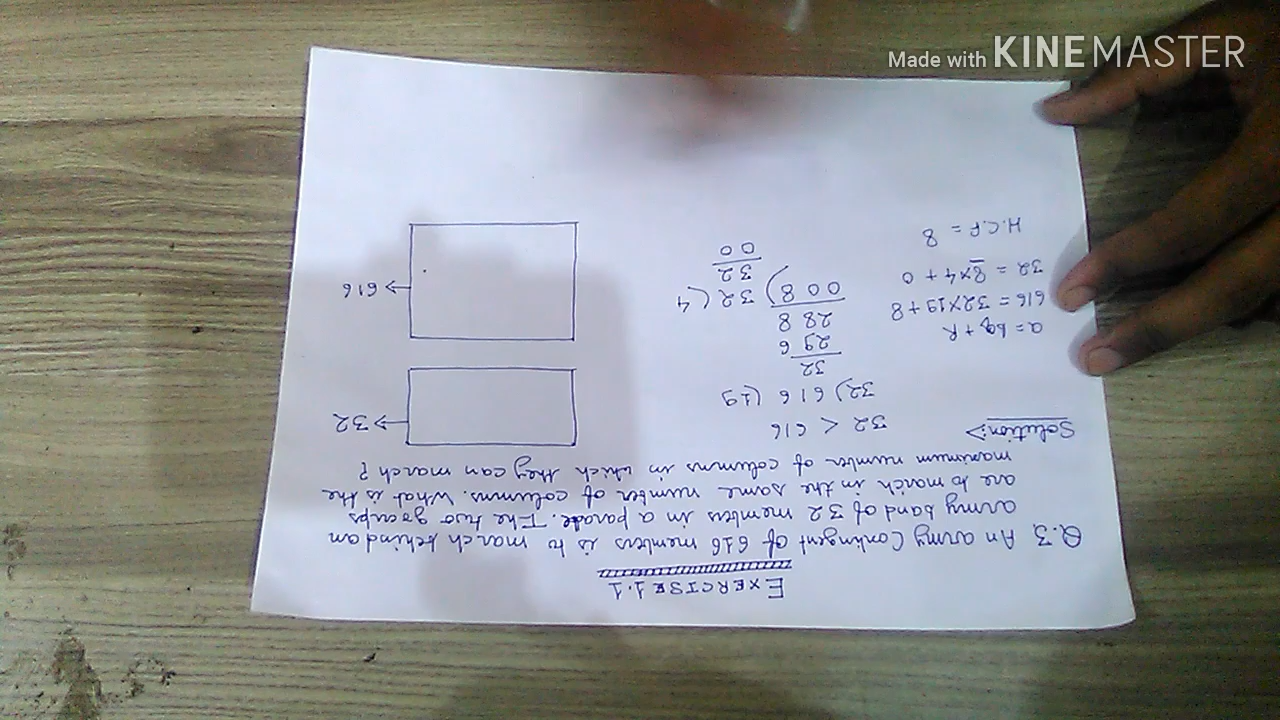 Made with KINEMASTER
EXERCISE 1.1
Q.3. An army Contingent of 616 members is to march behind an
army band of 32 members in a parade. The two groups
are to march in the same number of columns. What is the
maximum number of columns in which they can march?
Solution:>
32 < 616
32) 616 (19
32
296
288
008) 32 (4
32
00
a = bq + r
616 = 32×19+8
32 = 8×4+0
H.C.F = 8
→32
→616